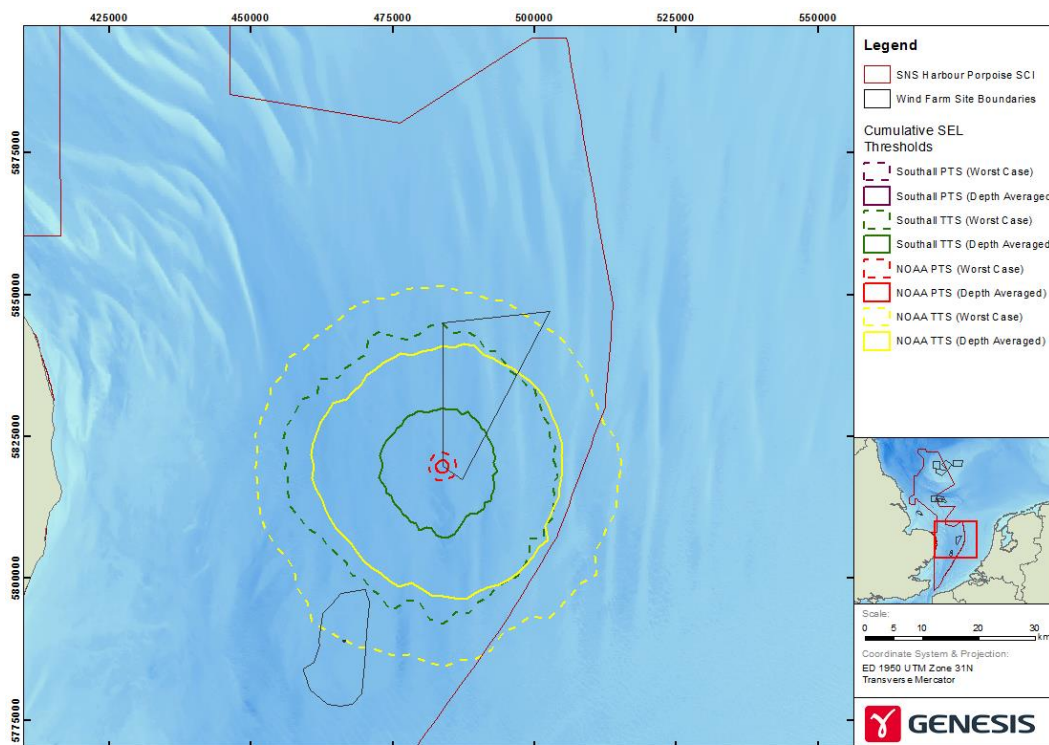 425000 450000 475000 500000 525000 550000
5875000
5850000
5825000
5800000
5775000
Legend
SNS Harbour Porpoise SCI
Wind Farm Site Boundaries
Cumulative SEL
Thresholds
Southall PTS (Worst Case)
Southall PTS (Depth Averaged)
Southall TTS (Worst Case)
Southall TTS (Depth Averaged)
NOAA PTS (Worst Case)
NOAA PTS (Depth Averaged)
NOAA TTS (Worst Case)
NOAA TTS (Depth Averaged)
Scale:
0 5 10 20 30
km
Coordinate System & Projection:
ED 1950 UTM Zone 31N
Transverse Mercator
GENESIS